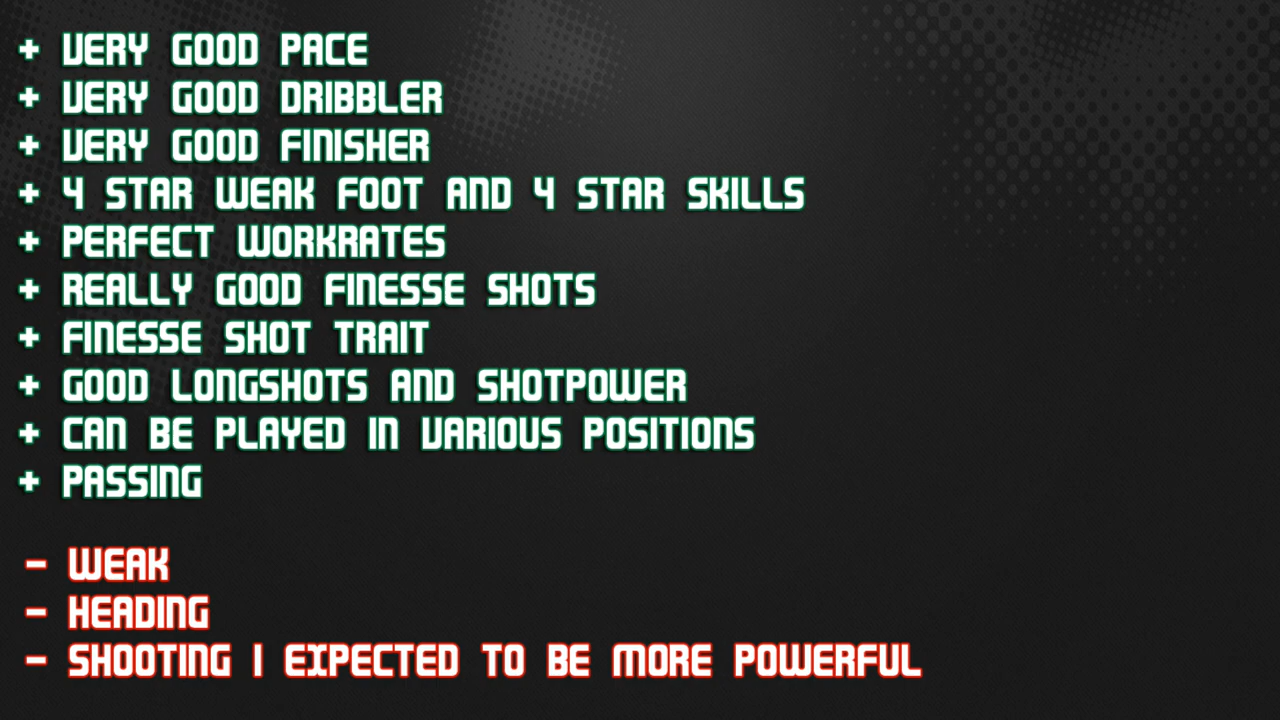 + VERY GOOD PACE
+ VERY GOOD DRIBBLER
+ VERY GOOD FINISHER
+ 4 STAR WEAK FOOT AND 4 STAR SKILLS
+ PERFECT WORKRATES
+ REALLY GOOD FINESSE SHOTS
+ FINESSE SHOT TRAIT
+ GOOD LONGSHOTS AND SHOTPOWER
+ CAN BE PLAYED IN VARIOUS POSITIONS
+ PASSING
- WEAK
- HEADING
- SHOOTING I EXPECTED TO BE MORE POWERFUL